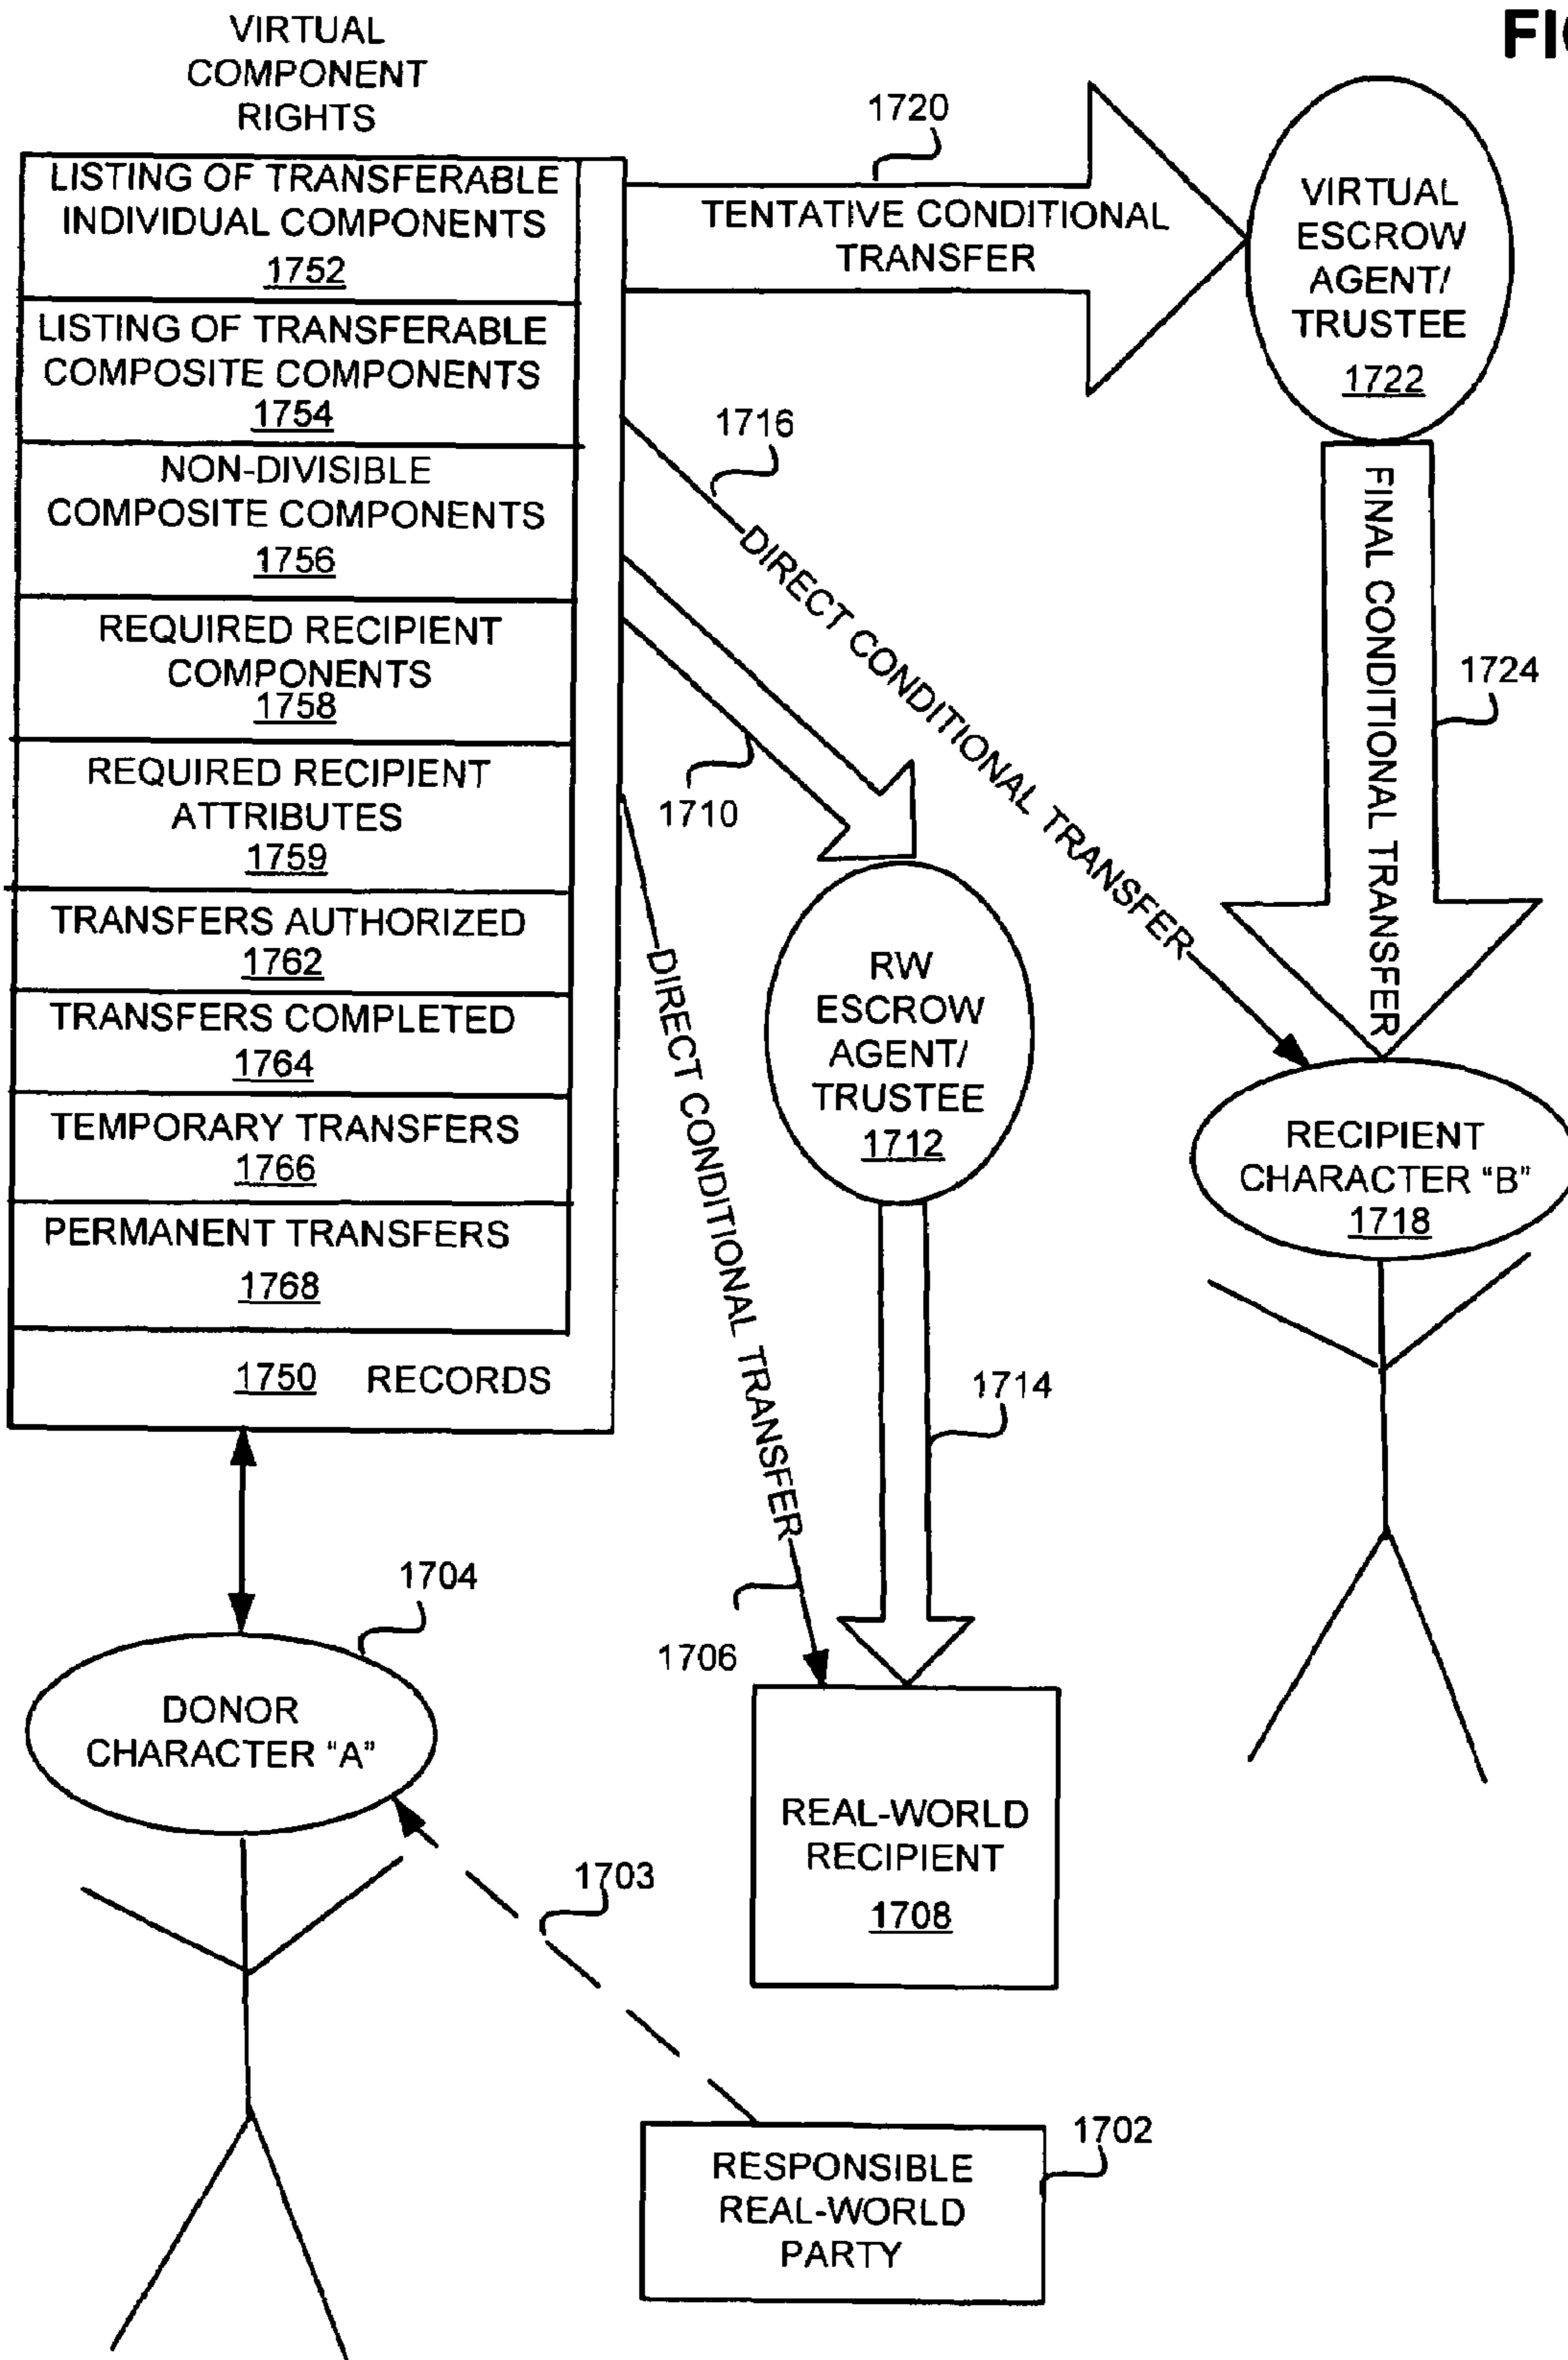 FIG
VIRTUAL
COMPONENT
RIGHTS
LISTING OF TRANSFERABLE
INDIVIDUAL COMPONENTS
1752
LISTING OF TRANSFERABLE
COMPOSITE COMPONENTS
1754
NON-DIVISIBLE
COMPOSITE COMPONENTS
1756
REQUIRED RECIPIENT
COMPONENTS
1758
REQUIRED RECIPIENT
ATTRIBUTES
1759
TRANSFERS AUTHORIZED
1762
TRANSFERS COMPLETED
1764
TEMPORARY TRANSFERS
1766
PERMANENT TRANSFERS
1768
1750 RECORDS
1720
TENTATIVE CONDITIONAL
TRANSFER
VIRTUAL
ESCROW
AGENT/
TRUSTEE
1722
1716
DIRECT CONDITIONAL TRANSFER
FINAL CONDITIONAL TRANSFER
1724
1710
DIRECT CONDITIONAL TRANSFER
RW
ESCROW
AGENT/
TRUSTEE
1712
RECIPIENT
CHARACTER "B"
1718
1714
1704
1706
DONOR
CHARACTER "A"
REAL-WORLD
RECIPIENT
1708
1703
1702
RESPONSIBLE
REAL-WORLD
PARTY